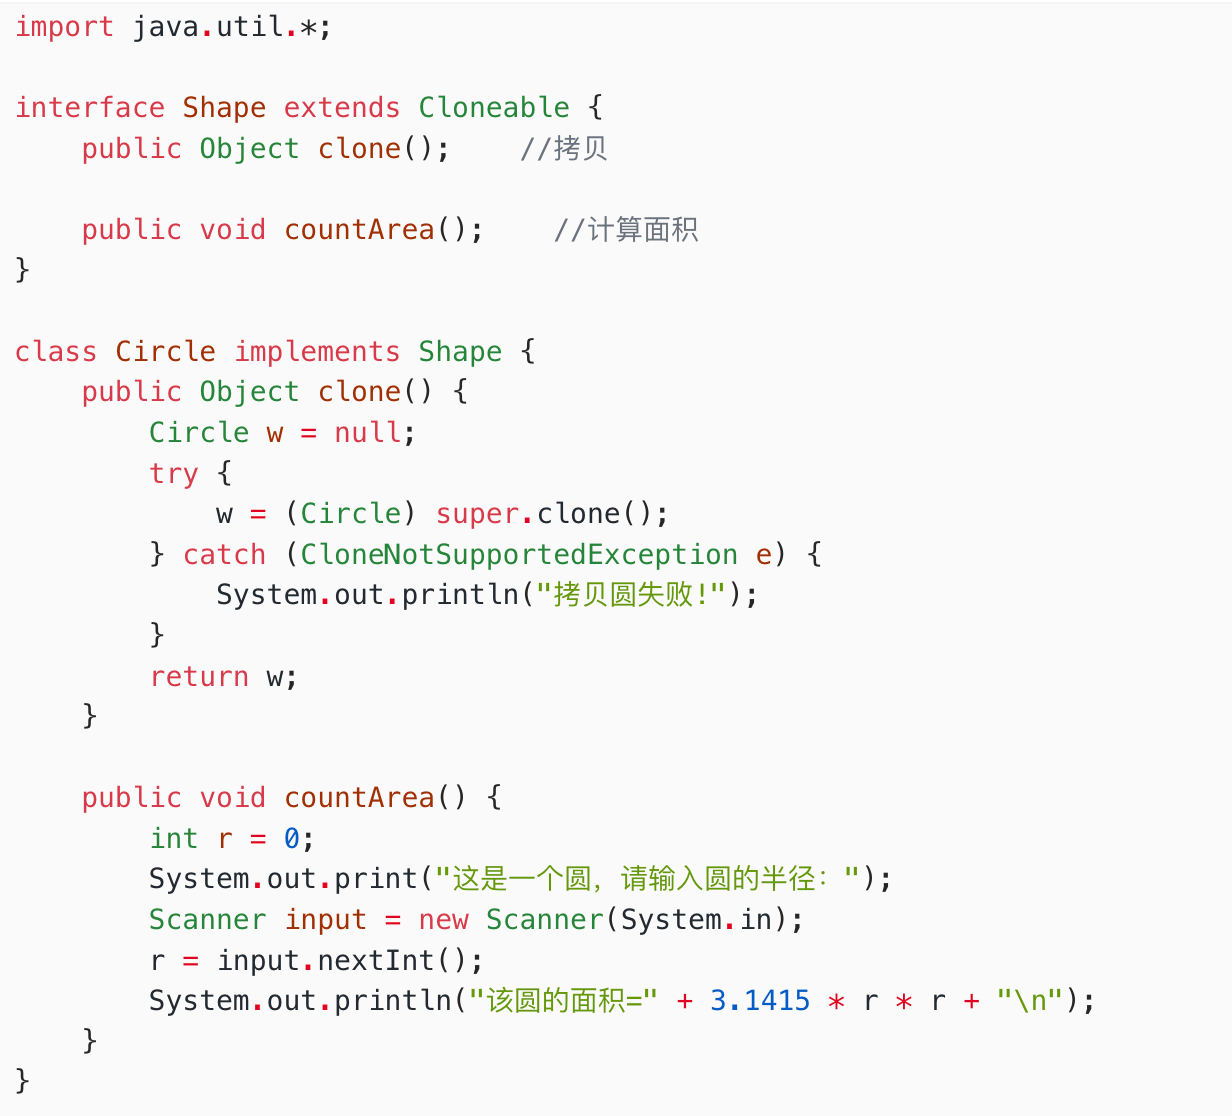 import java.util.*;
interface Shape extends Cloneable {
    public Object clone();    //拷贝
    public void countArea();    //计算面积
}
class Circle implements Shape {
    public Object clone() {
        Circle w = null;
        try {
            w = (Circle) super.clone();
        } catch (CloneNotSupportedException e) {
            System.out.println("拷贝圆失败!");
        }
        return w;
    }
    public void countArea() {
        int r = 0;
        System.out.print("这是一个圆，请输入圆的半径：");
        Scanner input = new Scanner(System.in);
        r = input.nextInt();
        System.out.println("该圆的面积=" + 3.1415 * r * r + "\n");
    }
}